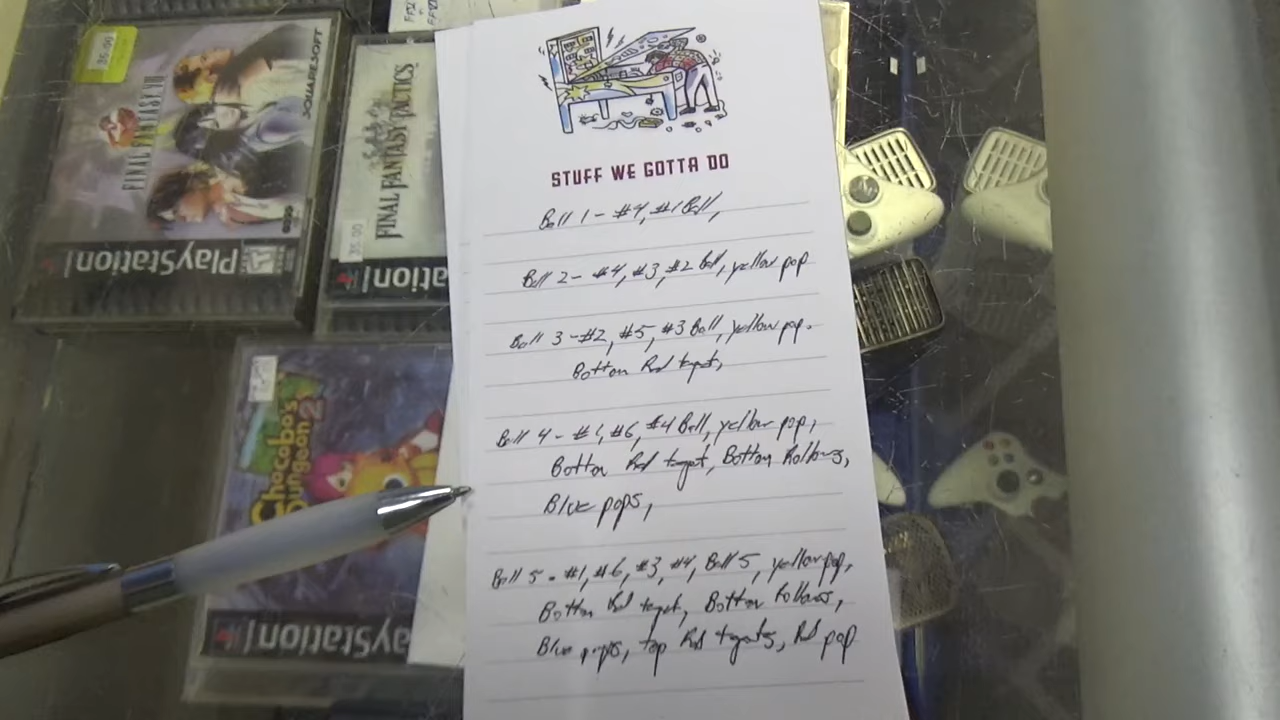 35.00
FINAL FANTASY VIII
SQUARESOFT
PlayStation
FINAL FANTASY TACTICS
35.00
Chocobo's
Dungeon 2
PlayStation
STUFF WE GOTTA DO
Ball 1 - #4, #1 Ball,
Ball 2 - #4, #3, #2 Ball, yellow pop
Ball 3 - #2, #5, #3 Ball, yellow pop.
Bottom Red target,
Ball 4 - #1, #6, #4 Ball, yellow pop,
Bottom Red target, Bottom Rollovers,
Blue pops,
Ball 5 - #1, #6, #3, #4, Ball 5, yellow pop,
Bottom Red target, Bottom Rollovers,
Blue pops, top Red targets, Red pop